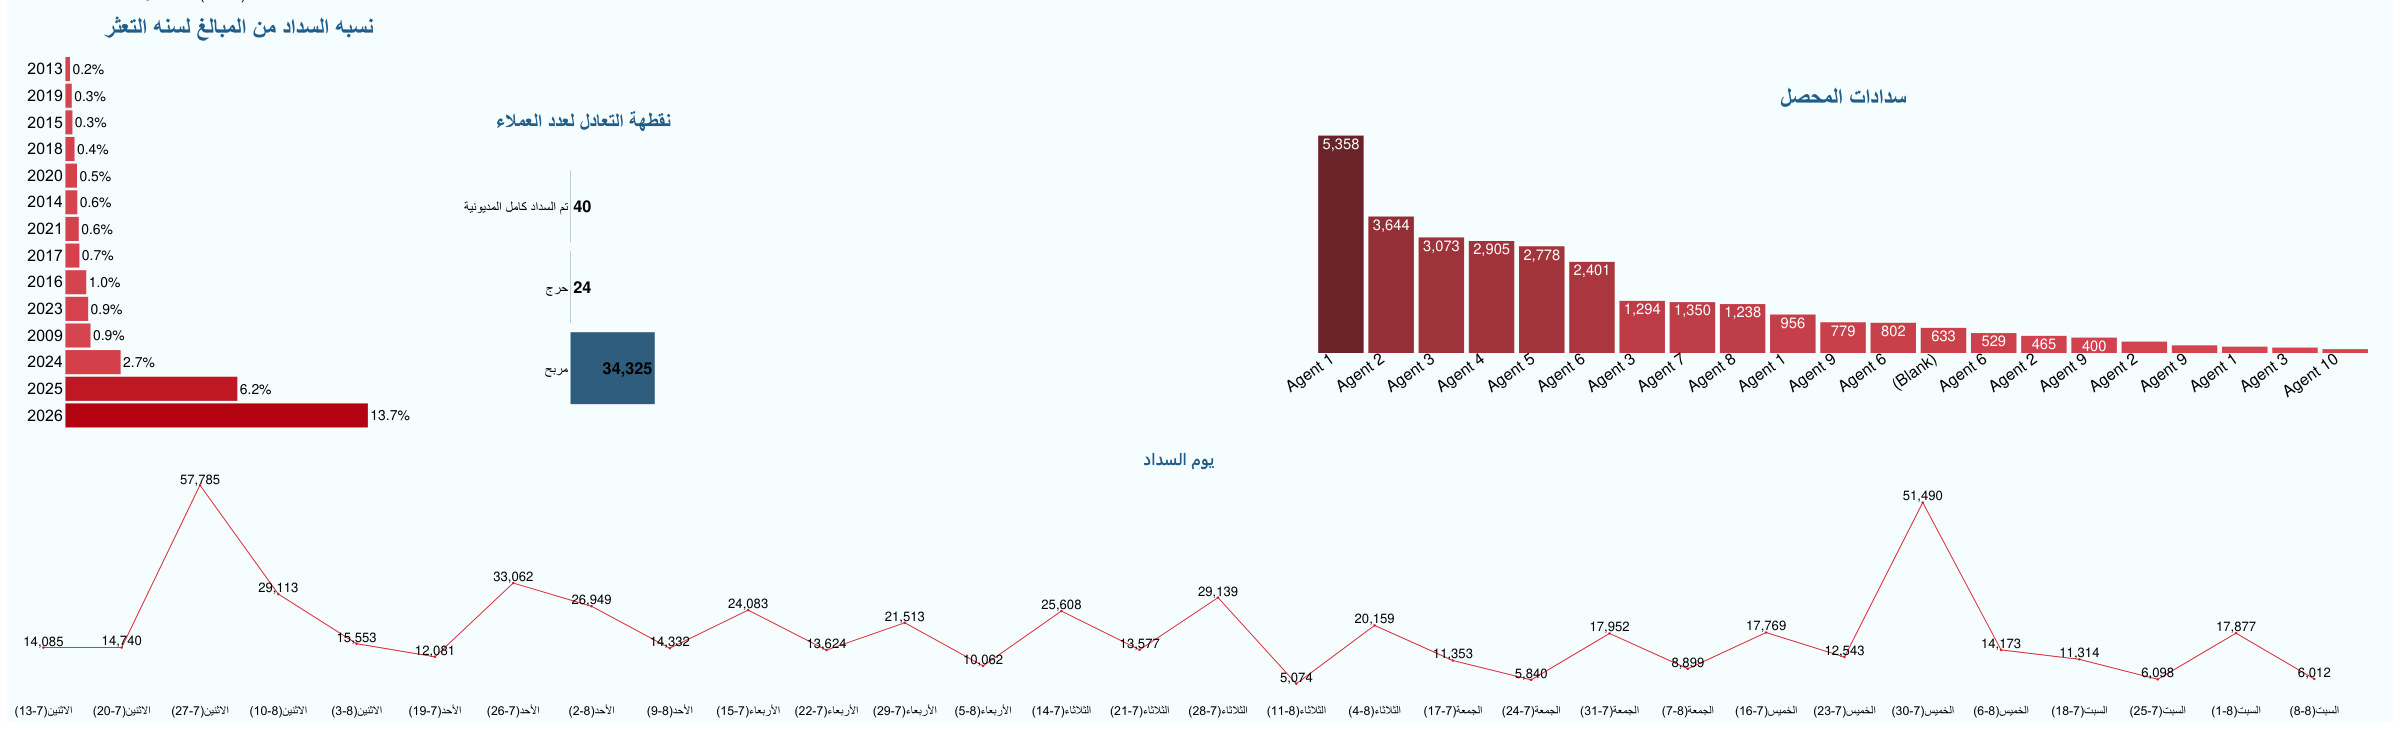 نسبه السداد من المبالغ لسنه التعثر
2013 0.2%
2019 0.3%
2015 0.3%
2018 0.4%
2020 0.5%
2014 0.6%
2021 0.6%
2017 0.7%
2016 1.0%
2023 0.9%
2009 0.9%
2024 2.7%
2025 6.2%
2026 13.7%
نقطهة التعادل لعدد العملاء
تم السداد كامل المديونية 40
حرج 24
مربح 34,325
سدادات المحصل
5,358
3,644
3,073
2,905
2,778
2,401
1,294
1,350
1,238
956
779
802
633
529
465
400
Agent 1
Agent 2
Agent 3
Agent 4
Agent 5
Agent 6
Agent 3
Agent 7
Agent 8
Agent 1
Agent 9
Agent 6
(Blank)
Agent 6
Agent 2
Agent 9
Agent 2
Agent 9
Agent 1
Agent 3
Agent 10
يوم السداد
14,085
14,740
57,785
29,113
15,553
12,081
33,062
26,949
14,332
24,083
13,624
21,513
10,062
25,608
13,577
29,139
5,074
20,159
11,353
5,840
17,952
8,899
17,769
12,543
51,490
14,173
11,314
6,098
17,877
6,012
الاثنين(7-13)
الاثنين(7-20)
الاثنين(7-27)
الاثنين(8-10)
الاثنين(8-3)
الأحد(7-19)
الأحد(7-26)
الأحد(8-2)
الأحد(8-9)
الأربعاء(7-15)
الأربعاء(7-22)
الأربعاء(7-29)
الأربعاء(8-5)
الثلاثاء(7-14)
الثلاثاء(7-21)
الثلاثاء(7-28)
الثلاثاء(8-11)
الثلاثاء(8-4)
الجمعة(7-17)
الجمعة(7-24)
الجمعة(7-31)
الجمعة(8-7)
الخميس(7-16)
الخميس(7-23)
الخميس(7-30)
الخميس(8-6)
السبت(7-18)
السبت(7-25)
السبت(8-1)
السبت(8-8)